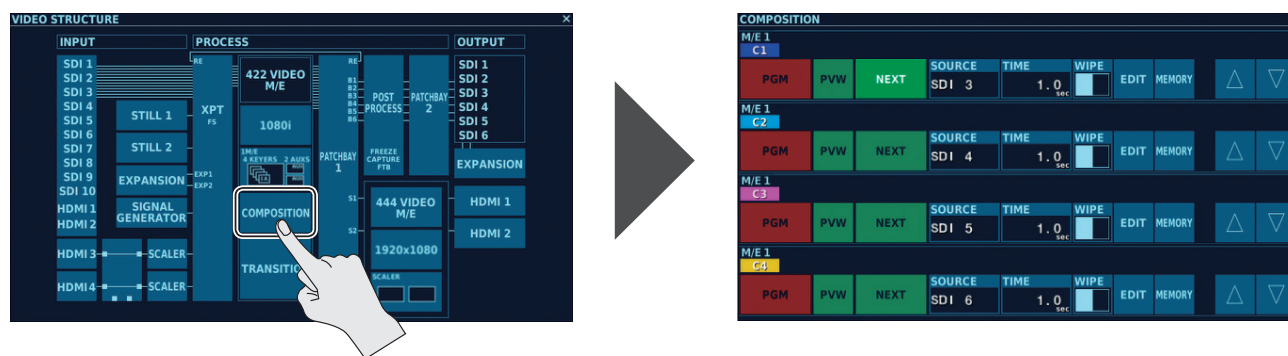 VIDEO STRUCTURE
×
INPUT
PROCESS
OUTPUT
SDI 1
SDI 2
SDI 3
SDI 4
SDI 5
SDI 6
SDI 7
SDI 8
SDI 9
SDI 10
HDMI 1
HDMI 2
HDMI 3
HDMI 4
STILL 1
STILL 2
EXPANSION
SIGNAL
GENERATOR
SCALER
SCALER
RE
XPT
FS
EXP1
EXP2
422 VIDEO
M/E
1080i
1M/E
4 KEYERS 2 AUXS
AUX
AUX
COMPOSITION
TRANSITIO
RE
B1
B2
B3
B4
B5
B6
PATCHBAY
1
S1
S2
POST
PROCESS
FREEZE
CAPTURE
FTB
PATCHBAY
2
444 VIDEO
M/E
1920x1080
SCALER
SDI 1
SDI 2
SDI 3
SDI 4
SDI 5
SDI 6
EXPANSION
HDMI 1
HDMI 2
COMPOSITION
M/E 1
C1
PGM PVW NEXT SOURCE SDI 3 TIME 1.0 sec WIPE EDIT MEMORY △ ▽
M/E 1
C2
PGM PVW NEXT SOURCE SDI 4 TIME 1.0 sec WIPE EDIT MEMORY △ ▽
M/E 1
C3
PGM PVW NEXT SOURCE SDI 5 TIME 1.0 sec WIPE EDIT MEMORY △ ▽
M/E 1
C4
PGM PVW NEXT SOURCE SDI 6 TIME 1.0 sec WIPE EDIT MEMORY △ ▽